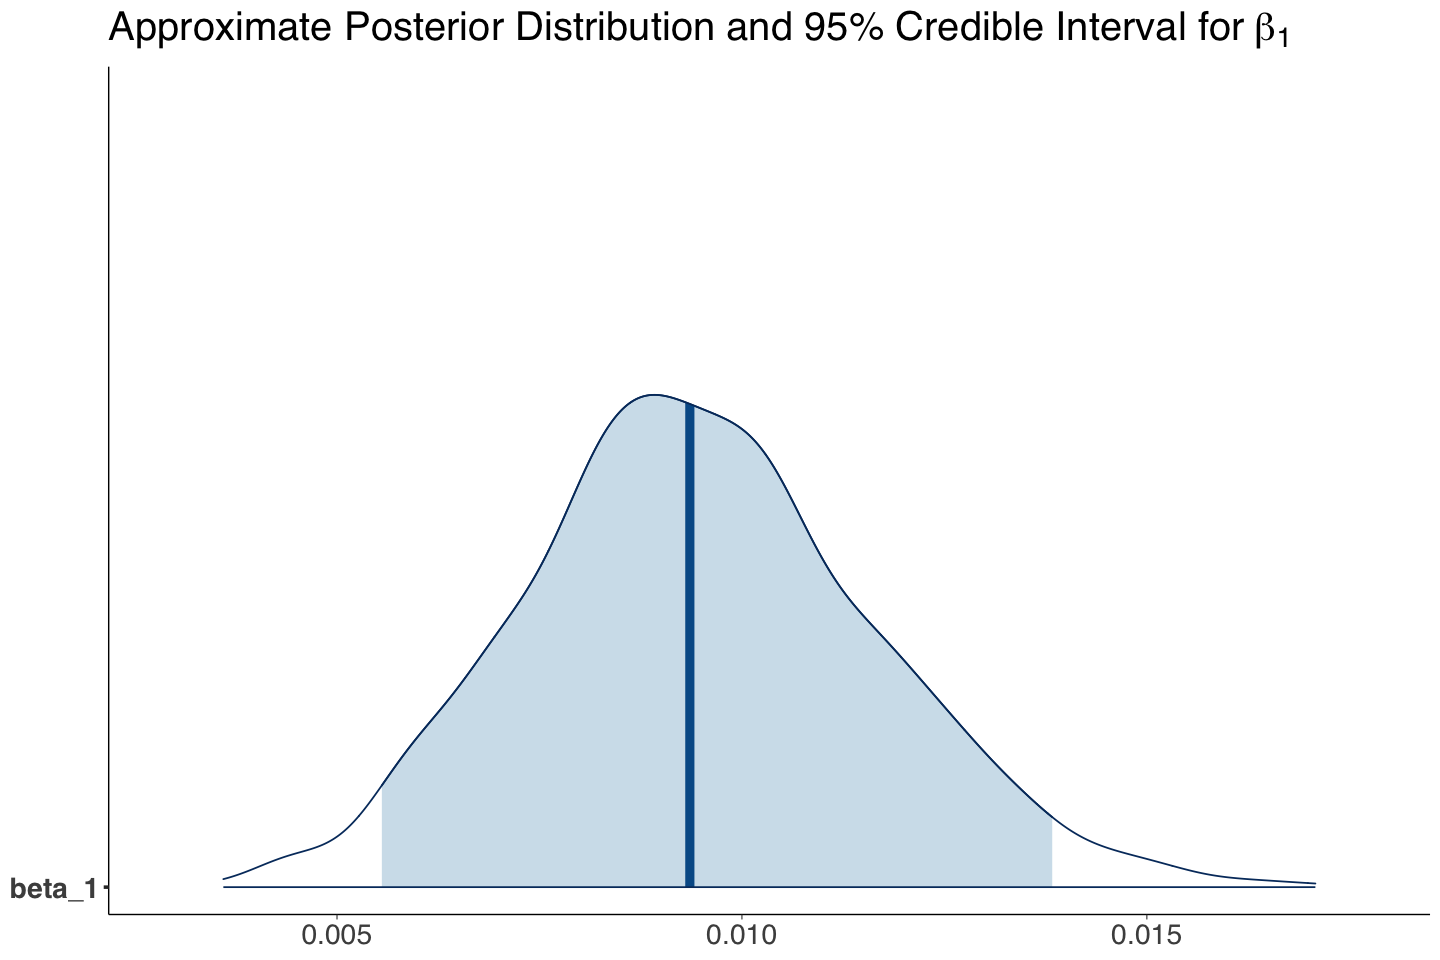 Approximate Posterior Distribution and 95% Credible Interval for β₁
beta_1
0.005 0.010 0.015